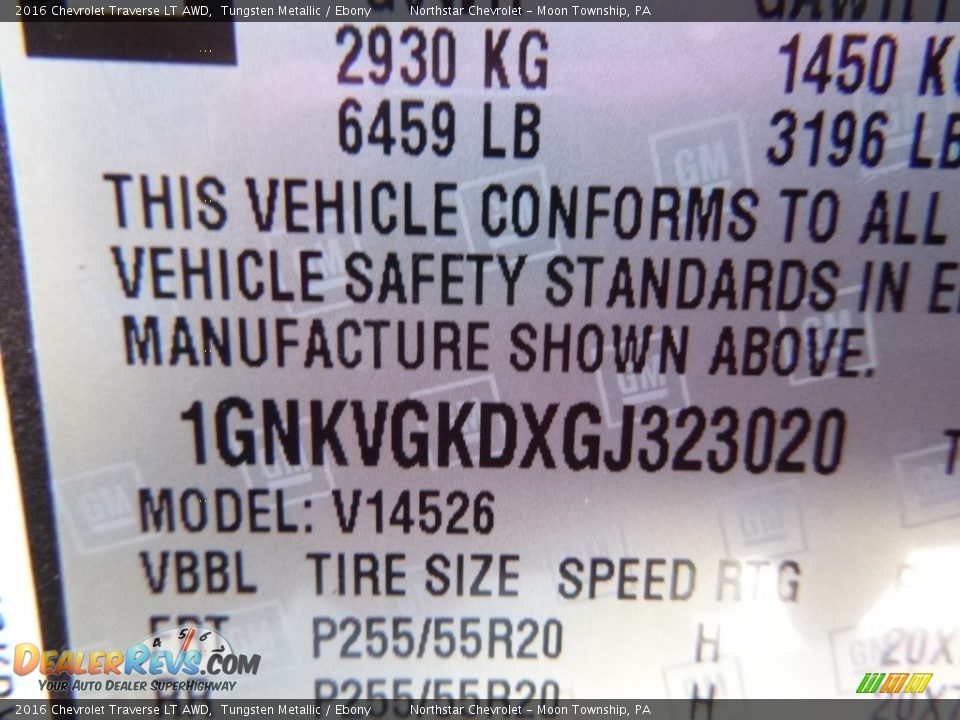 2016 Chevrolet Traverse LT AWD, Tungsten Metallic / Ebony Northstar Chevrolet – Moon Township, PA
2930 KG 1450
6459 LB 3196 LB
THIS VEHICLE CONFORMS TO ALL
VEHICLE SAFETY STANDARDS IN
MANUFACTURE SHOWN ABOVE.
1GNKVGKDXGJ323020
MODEL: V14526
VBBL TIRE SIZE SPEED RTG
FRT P255/55R20 H
P255/55R20 H
DEALERREVS.COM
YOUR AUTO DEALER SUPERHIGHWAY
2016 Chevrolet Traverse LT AWD, Tungsten Metallic / Ebony Northstar Chevrolet – Moon Township, PA